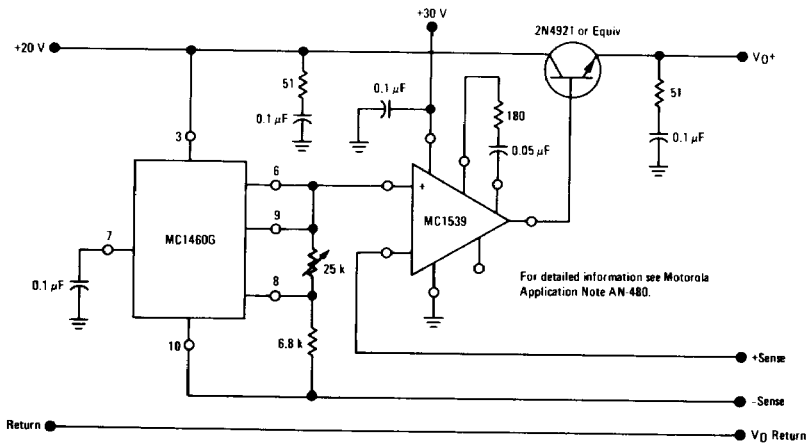 +30 V
2N4921 or Equiv
+20 V
VO+
51
0.1 μF
0.1 μF
180
0.05 μF
51
0.1 μF
3
6
9
8
7
10
MC1460G
0.1 μF
25 k
6.8 k
+
MC1539
For detailed information see Motorola
Application Note AN-480.
+Sense
-Sense
Return
VO Return